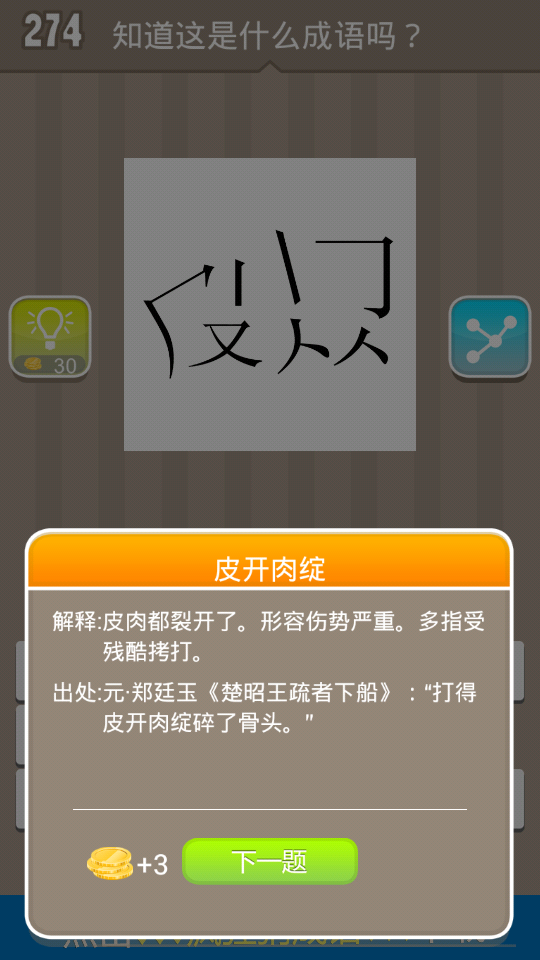 274 知道这是什么成语吗？
30
皮开肉绽
解释:皮肉都裂开了。形容伤势严重。多指受
残酷拷打。
出处:元·郑廷玉《楚昭王疏者下船》：“打得
皮开肉绽碎了骨头。”
+3 下一题